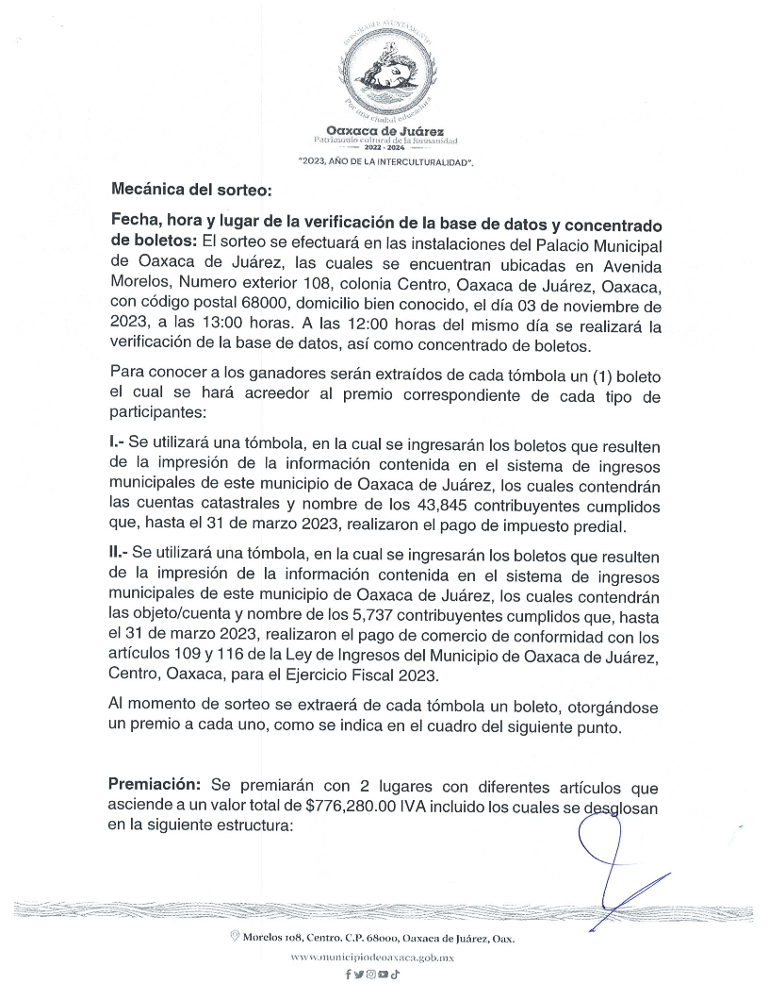 HONORABLE AYUNTAMIENTO
Por una ciudad educadora
Oaxaca de Juárez
Patrimonio cultural de la humanidad
2022 - 2024
"2023, AÑO DE LA INTERCULTURALIDAD".
Mecánica del sorteo:
Fecha, hora y lugar de la verificación de la base de datos y concentrado
de boletos: El sorteo se efectuará en las instalaciones del Palacio Municipal
de Oaxaca de Juárez, las cuales se encuentran ubicadas en Avenida
Morelos, Numero exterior 108, colonia Centro, Oaxaca de Juárez, Oaxaca,
con código postal 68000, domicilio bien conocido, el día 03 de noviembre de
2023, a las 13:00 horas. A las 12:00 horas del mismo día se realizará la
verificación de la base de datos, así como concentrado de boletos.
Para conocer a los ganadores serán extraídos de cada tómbola un (1) boleto
el cual se hará acreedor al premio correspondiente de cada tipo de
participantes:
I.- Se utilizará una tómbola, en la cual se ingresarán los boletos que resulten
de la impresión de la información contenida en el sistema de ingresos
municipales de este municipio de Oaxaca de Juárez, los cuales contendrán
las cuentas catastrales y nombre de los 43,845 contribuyentes cumplidos
que, hasta el 31 de marzo 2023, realizaron el pago de impuesto predial.
II.- Se utilizará una tómbola, en la cual se ingresarán los boletos que resulten
de la impresión de la información contenida en el sistema de ingresos
municipales de este municipio de Oaxaca de Juárez, los cuales contendrán
las objeto/cuenta y nombre de los 5,737 contribuyentes cumplidos que, hasta
el 31 de marzo 2023, realizaron el pago de comercio de conformidad con los
artículos 109 y 116 de la Ley de Ingresos del Municipio de Oaxaca de Juárez,
Centro, Oaxaca, para el Ejercicio Fiscal 2023.
Al momento de sorteo se extraerá de cada tómbola un boleto, otorgándose
un premio a cada uno, como se indica en el cuadro del siguiente punto.
Premiación: Se premiarán con 2 lugares con diferentes artículos que
asciende a un valor total de $776,280.00 IVA incluido los cuales se desglosan
en la siguiente estructura:
Morelos 108, Centro. C.P. 68000, Oaxaca de Juárez, Oax.
www.municipiodeoaxaca.gob.mx